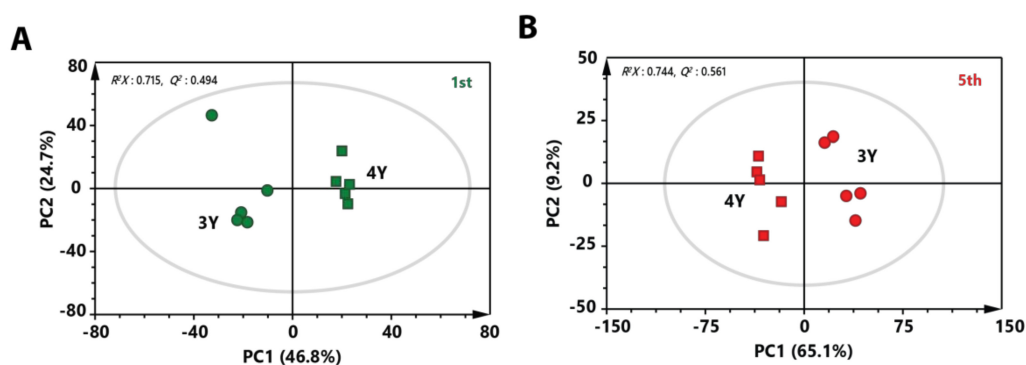 A
R²X : 0.715, Q² : 0.494
1st
80
40
0
-40
-80
PC2 (24.7%)
4Y
3Y
-80
-40
0
40
80
PC1 (46.8%)
B
R²X : 0.744, Q² : 0.561
5th
50
25
0
-25
-50
PC2 (9.2%)
3Y
4Y
-150
-75
0
75
150
PC1 (65.1%)